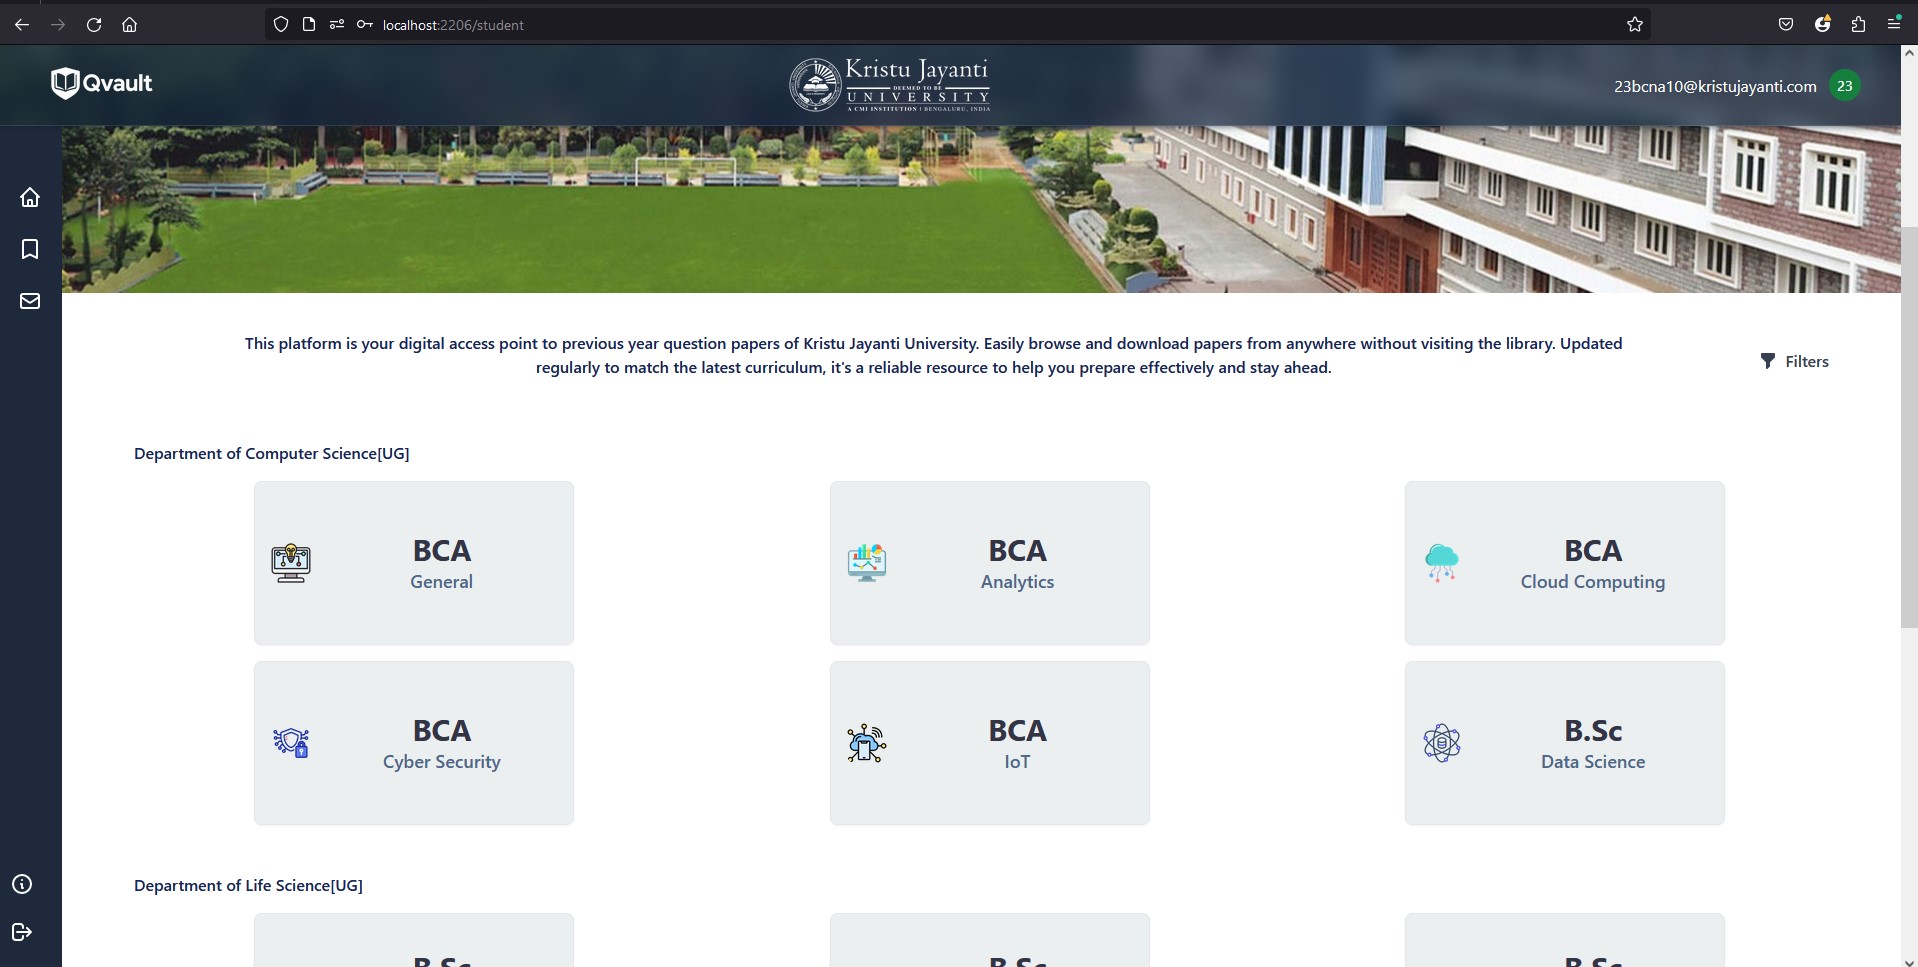 localhost:2206/student
Qvault
Kristu Jayanti
DEEMED TO BE
UNIVERSITY
A CMI INSTITUTION | BENGALURU, INDIA
23bcna10@kristujayanti.com
23
This platform is your digital access point to previous year question papers of Kristu Jayanti University. Easily browse and download papers from anywhere without visiting the library. Updated
regularly to match the latest curriculum, it's a reliable resource to help you prepare effectively and stay ahead.
Filters
Department of Computer Science[UG]
BCA
General
BCA
Analytics
BCA
Cloud Computing
BCA
Cyber Security
BCA
IoT
B.Sc
Data Science
Department of Life Science[UG]
B.Sc
B.Sc
B.Sc